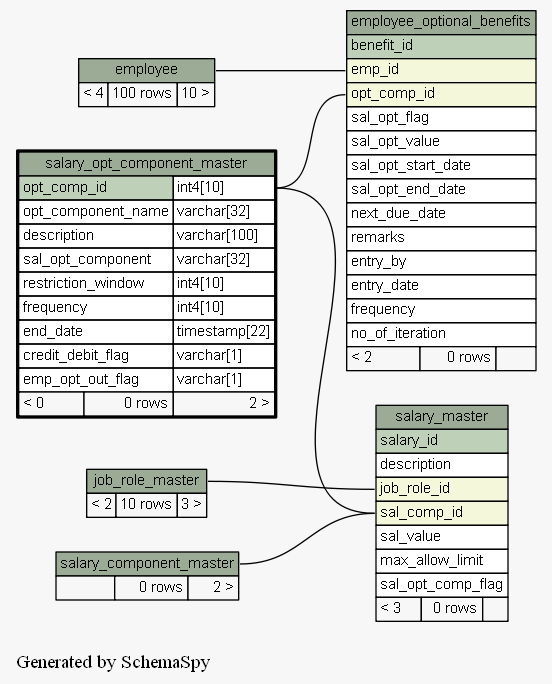 employee_optional_benefits
benefit_id
emp_id
opt_comp_id
sal_opt_flag
sal_opt_value
sal_opt_start_date
sal_opt_end_date
next_due_date
remarks
entry_by
entry_date
frequency
no_of_iteration
< 2 0 rows
employee
< 4 100 rows 10 >
salary_opt_component_master
opt_comp_id int4[10]
opt_component_name varchar[32]
description varchar[100]
sal_opt_component varchar[32]
restriction_window int4[10]
frequency int4[10]
end_date timestamp[22]
credit_debit_flag varchar[1]
emp_opt_out_flag varchar[1]
< 0 0 rows 2 >
salary_master
salary_id
description
job_role_id
sal_comp_id
sal_value
max_allow_limit
sal_opt_comp_flag
< 3 0 rows
job_role_master
< 2 10 rows 3 >
salary_component_master
0 rows 2 >
Generated by SchemaSpy